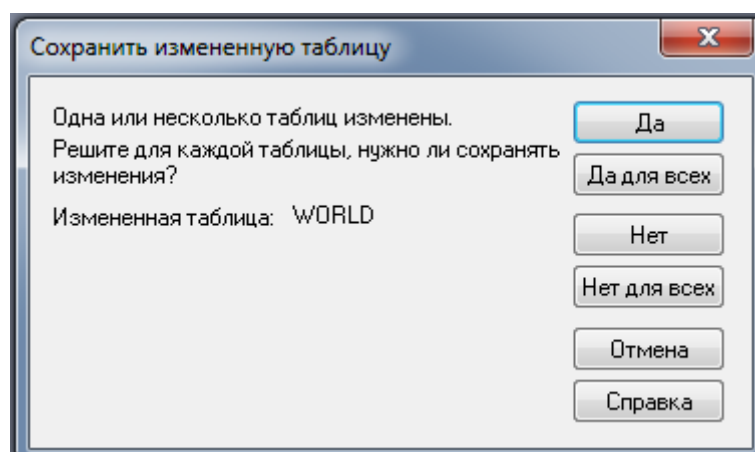 Сохранить измененную таблицу
Одна или несколько таблиц изменены.
Решите для каждой таблицы, нужно ли сохранять
изменения?
Измененная таблица: WORLD
Да
Да для всех
Нет
Нет для всех
Отмена
Справка